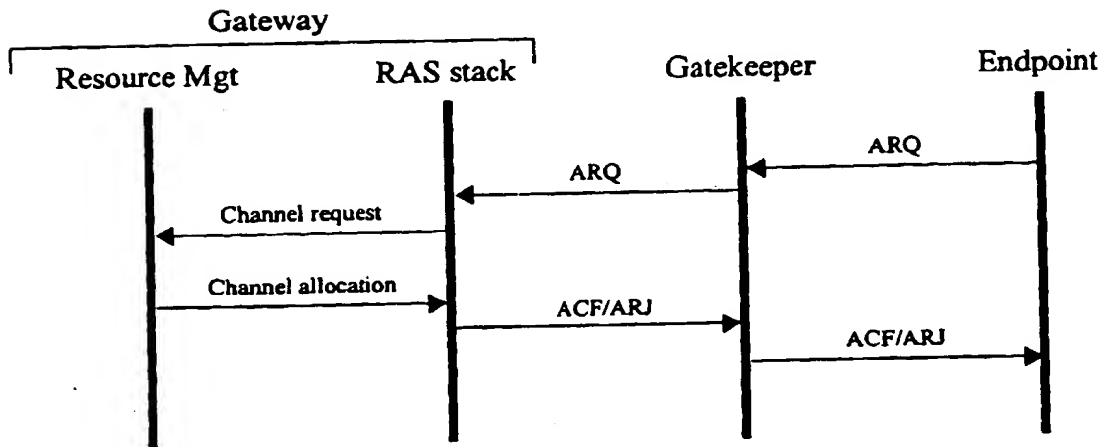 Gateway
Resource Mgt
RAS stack
Gatekeeper
Endpoint
ARQ
ARQ
Channel request
Channel allocation
ACF/ARJ
ACF/ARJ